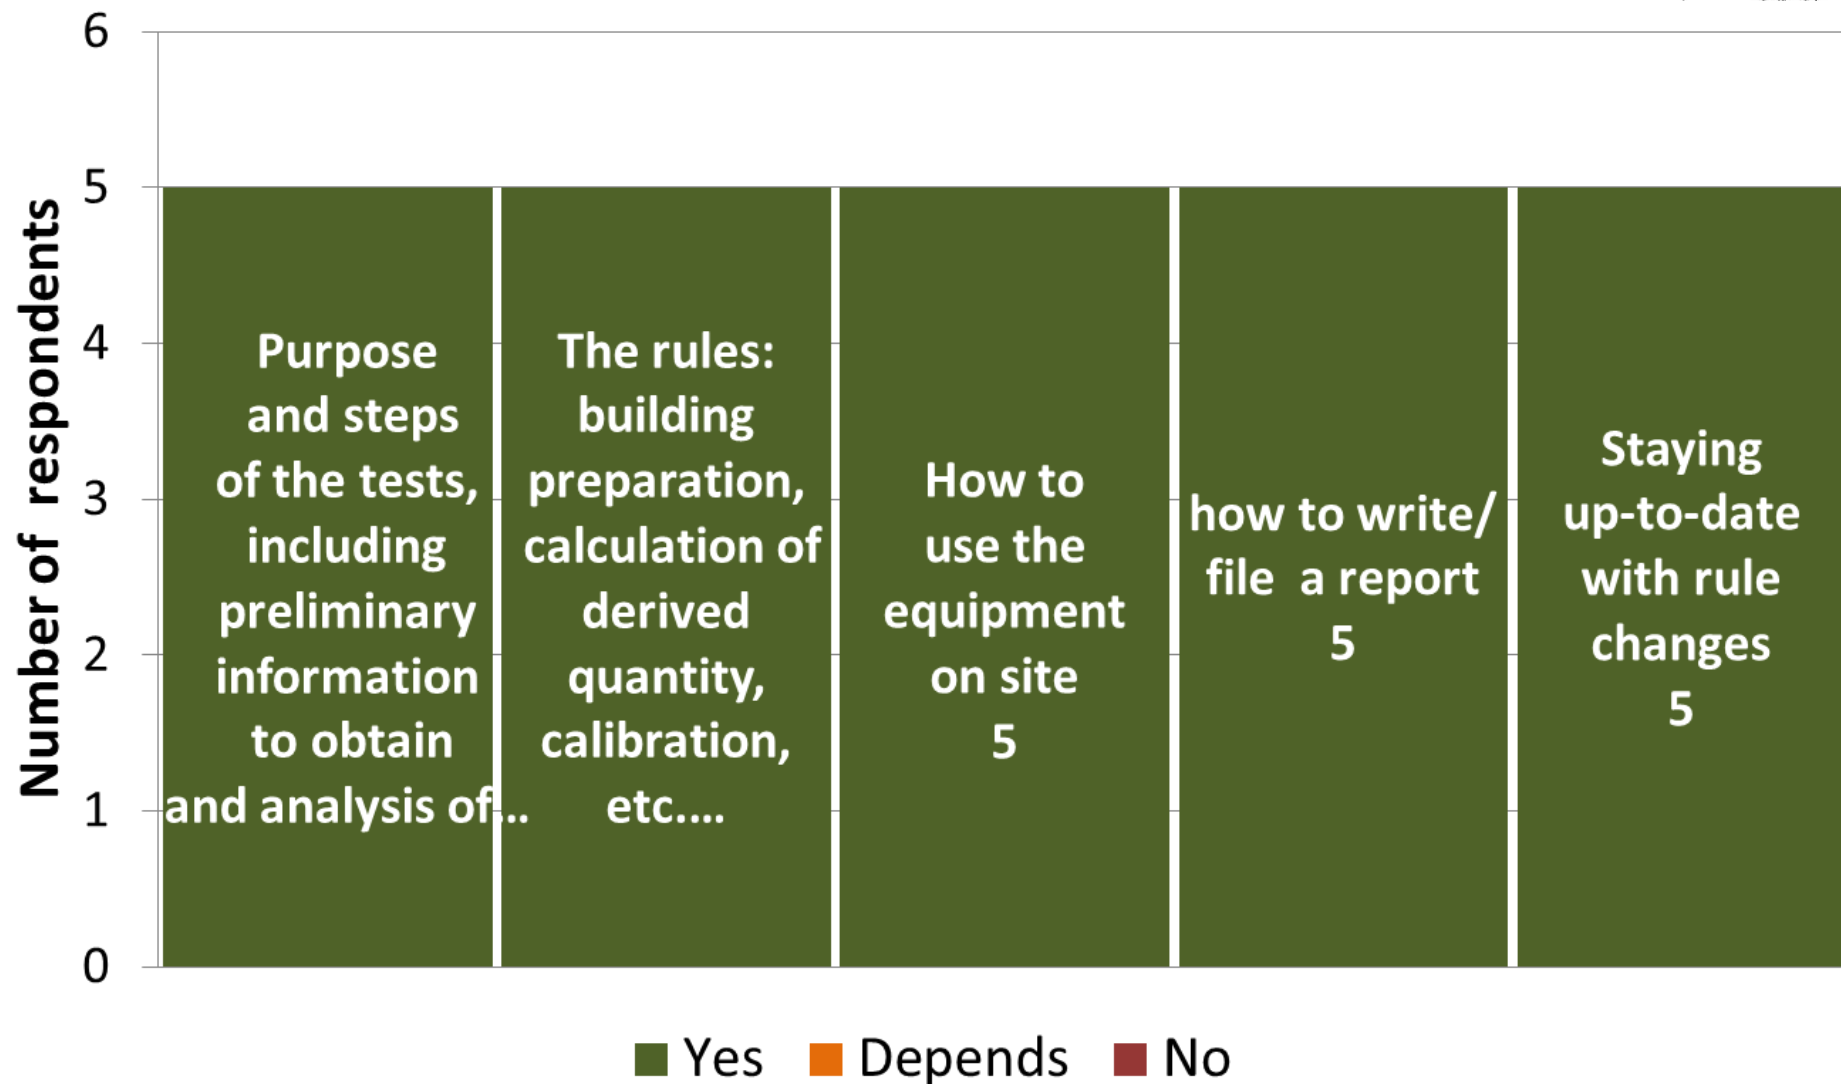 6
5
4
3
2
1
0
Number of respondents
Purpose
and steps
of the tests,
including
preliminary
information
to obtain
and analysis of...
The rules:
building
preparation,
calculation of
derived
quantity,
calibration,
etc....
How to
use the
equipment
on site
5
how to write/
file a report
5
Staying
up-to-date
with rule
changes
5
Yes Depends No